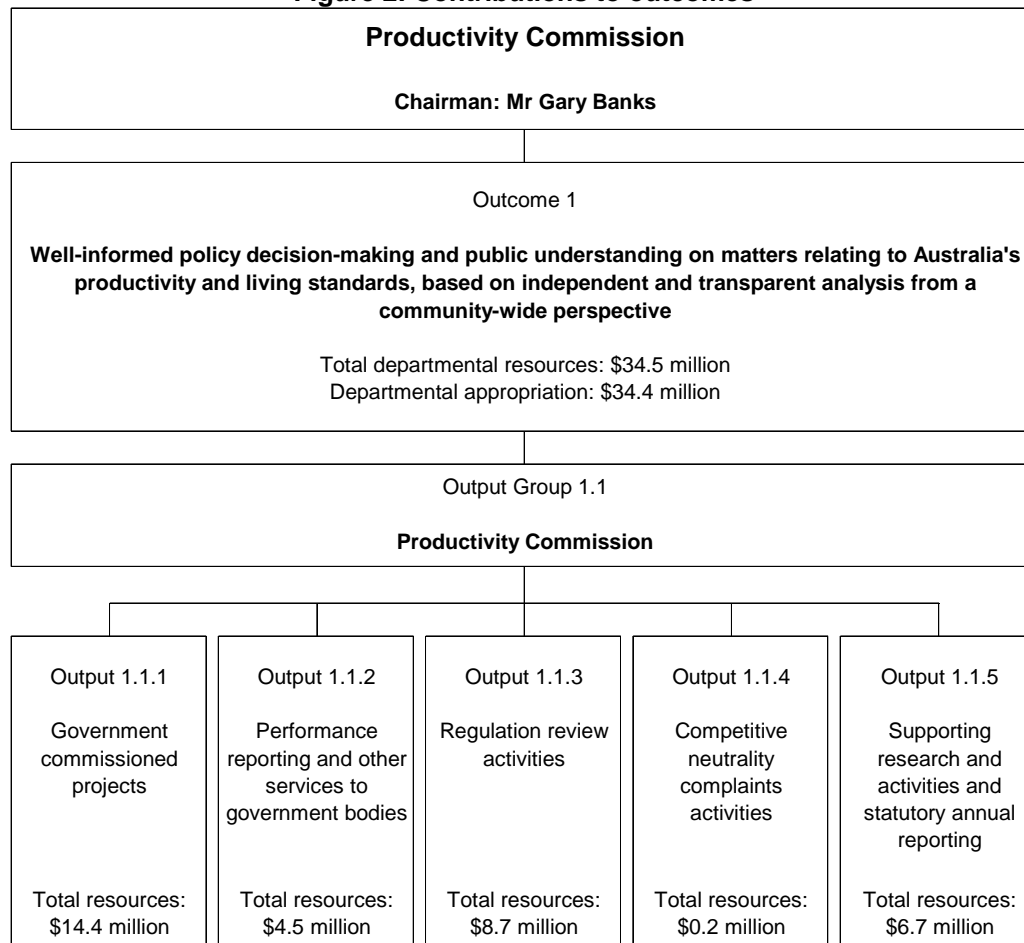 Figure 2: Contributions to outcomes
Productivity Commission
Chairman: Mr Gary Banks
Outcome 1
Well-informed policy decision-making and public understanding on matters relating to Australia's
productivity and living standards, based on independent and transparent analysis from a
community-wide perspective
Total departmental resources: $34.5 million
Departmental appropriation: $34.4 million
Output Group 1.1
Productivity Commission
Output 1.1.1
Government
commissioned
projects
Total resources:
$14.4 million
Output 1.1.2
Performance
reporting and other
services to
government bodies
Total resources:
$4.5 million
Output 1.1.3
Regulation review
activities
Total resources:
$8.7 million
Output 1.1.4
Competitive
neutrality
complaints
activities
Total resources:
$0.2 million
Output 1.1.5
Supporting
research and
activities and
statutory annual
reporting
Total resources:
$6.7 million